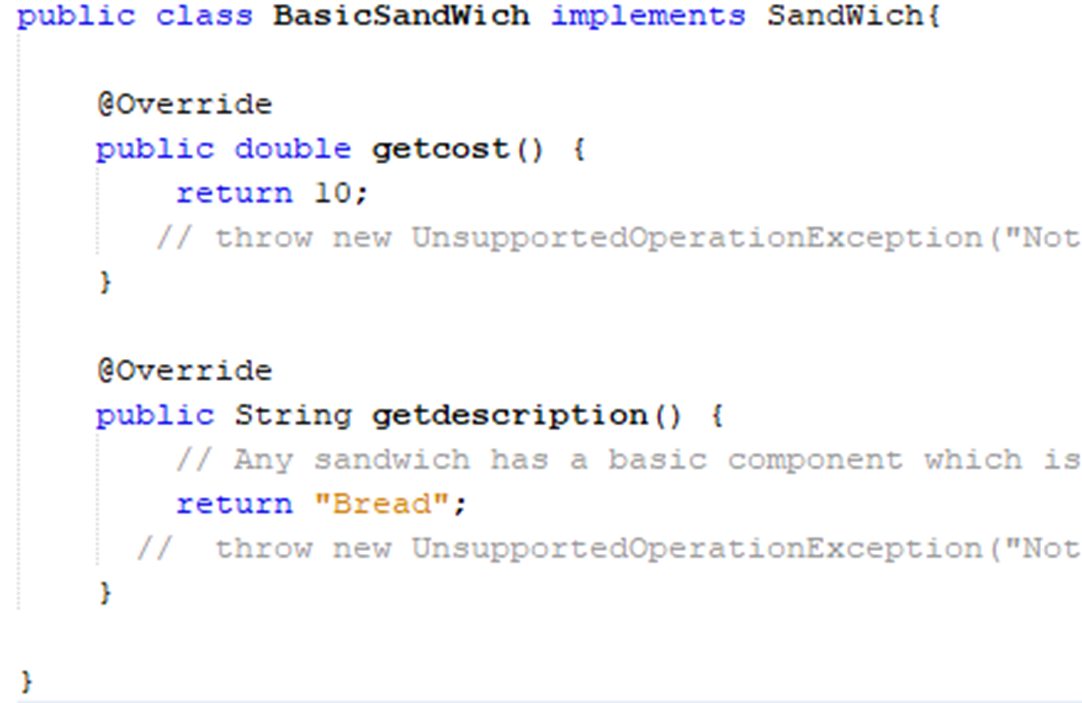 public class BasicSandWich implements SandWich{
@Override
public double getcost() {
return 10;
// throw new UnsupportedOperationException("Not
}
@Override
public String getdescription() {
// Any sandwich has a basic component which is
return "Bread";
//  throw new UnsupportedOperationException("Not
}
}